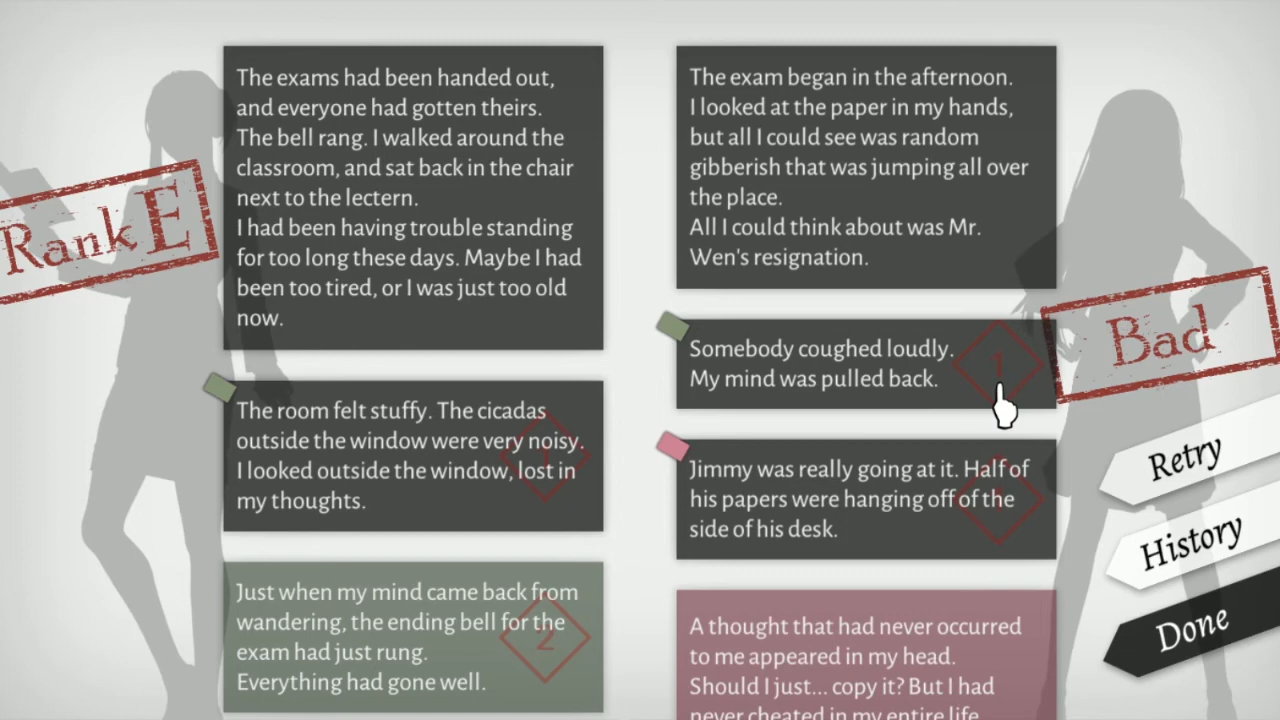 The exams had been handed out,
and everyone had gotten theirs.
The bell rang. I walked around the
classroom, and sat back in the chair
next to the lectern.
I had been having trouble standing
for too long these days. Maybe I had
been too tired, or I was just too old
now.
The room felt stuffy. The cicadas
outside the window were very noisy.
I looked outside the window, lost in
my thoughts.
Just when my mind came back from
wandering, the ending bell for the
exam had just rung.
Everything had gone well.
2
Rank E
The exam began in the afternoon.
I looked at the paper in my hands,
but all I could see was random
gibberish that was jumping all over
the place.
All I could think about was Mr.
Wen's resignation.
Somebody coughed loudly.
My mind was pulled back.
1
Jimmy was really going at it. Half of
his papers were hanging off of the
side of his desk.
A thought that had never occurred
to me appeared in my head.
Should I just... copy it? But I had
never cheated in my entire life
Bad
Retry
History
Done